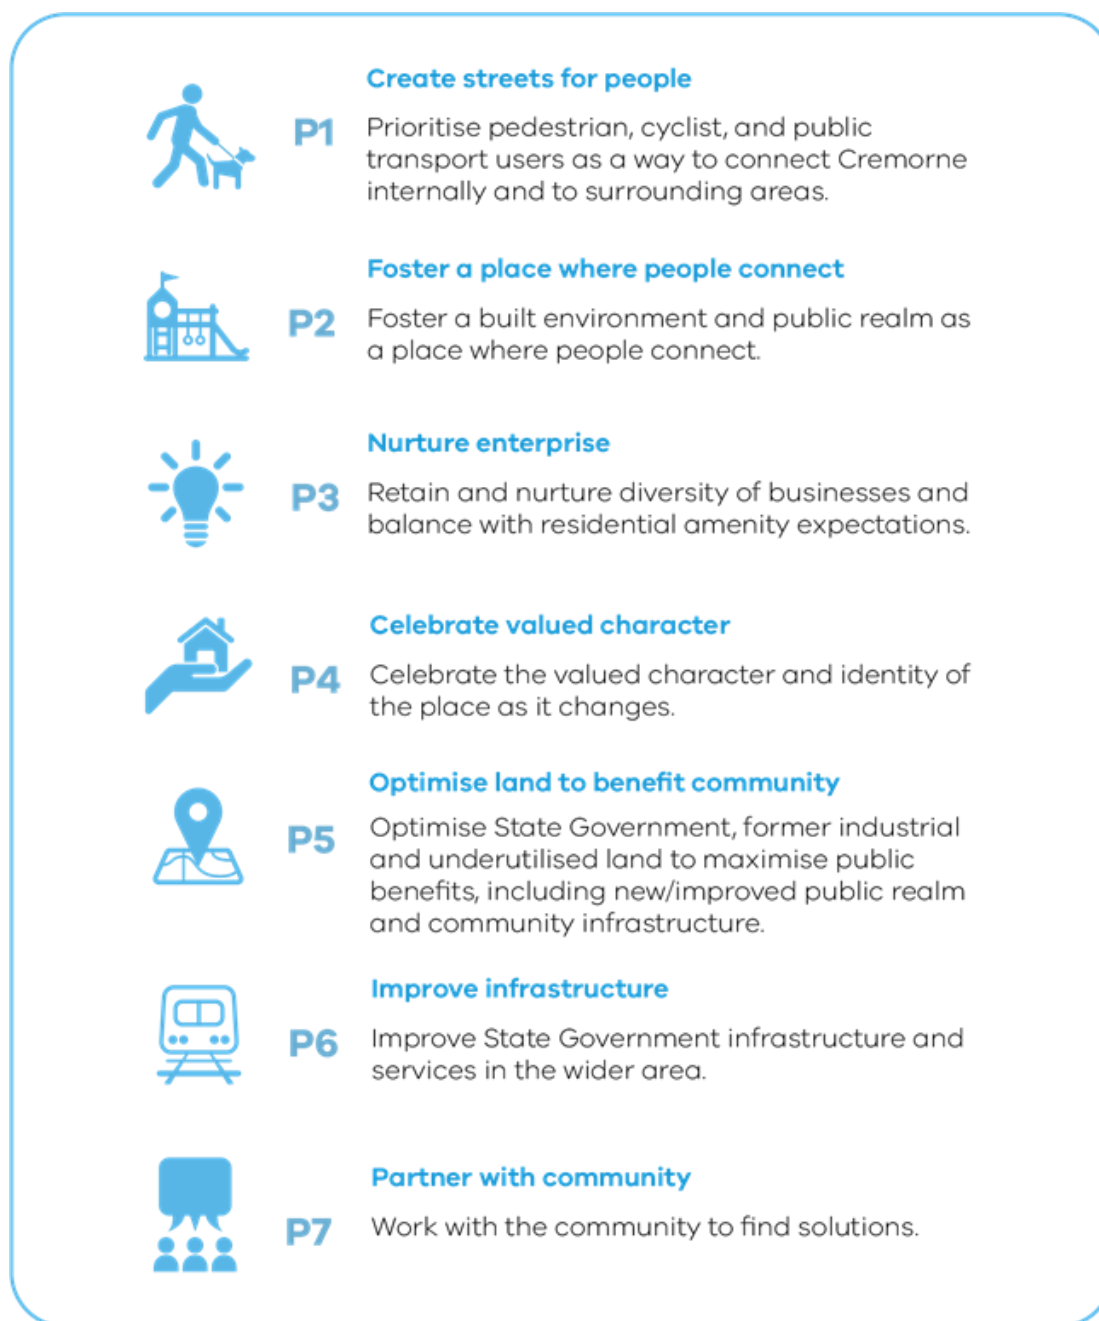 Create streets for people
P1
Prioritise pedestrian, cyclist, and public
transport users as a way to connect Cremorne
internally and to surrounding areas.
Foster a place where people connect
P2
Foster a built environment and public realm as
a place where people connect.
Nurture enterprise
P3
Retain and nurture diversity of businesses and
balance with residential amenity expectations.
Celebrate valued character
P4
Celebrate the valued character and identity of
the place as it changes.
Optimise land to benefit community
P5
Optimise State Government, former industrial
and underutilised land to maximise public
benefits, including new/improved public realm
and community infrastructure.
Improve infrastructure
P6
Improve State Government infrastructure and
services in the wider area.
Partner with community
P7
Work with the community to find solutions.